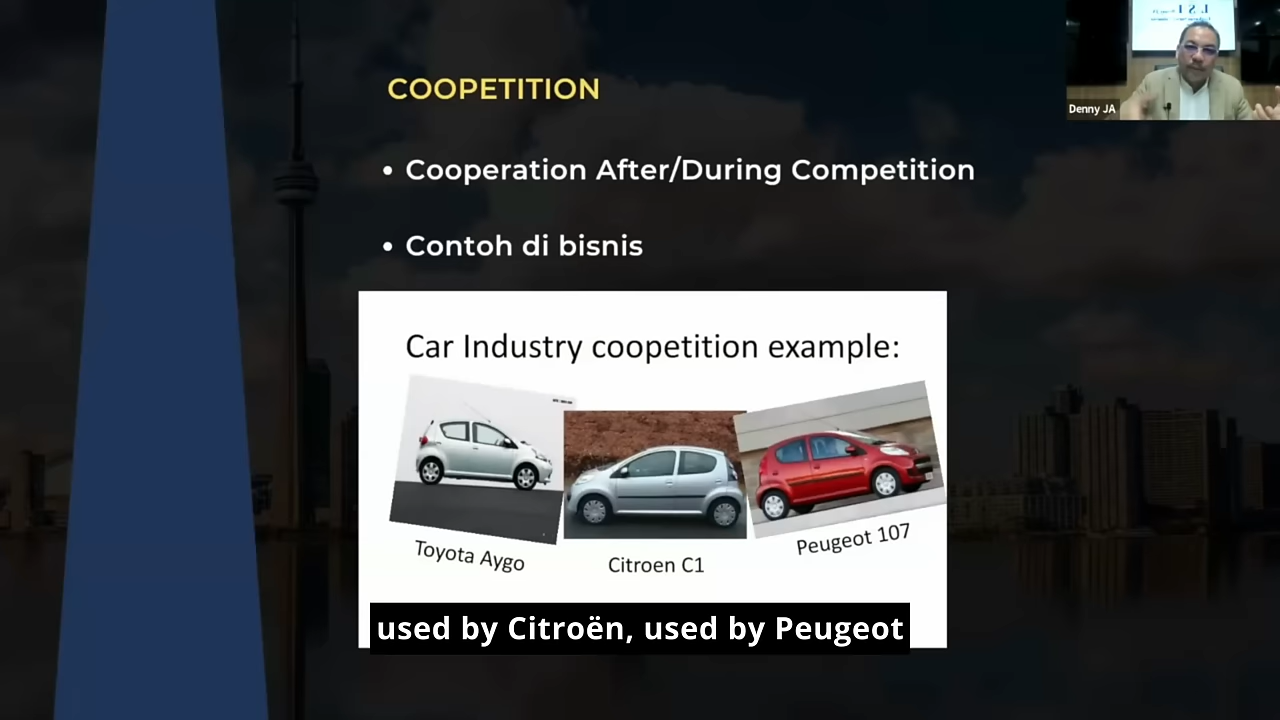 COOPETITION
• Cooperation After/During Competition
• Contoh di bisnis
Car Industry coopetition example:
Toyota Aygo
Citroen C1
Peugeot 107
used by Citroën, used by Peugeot
Denny JA